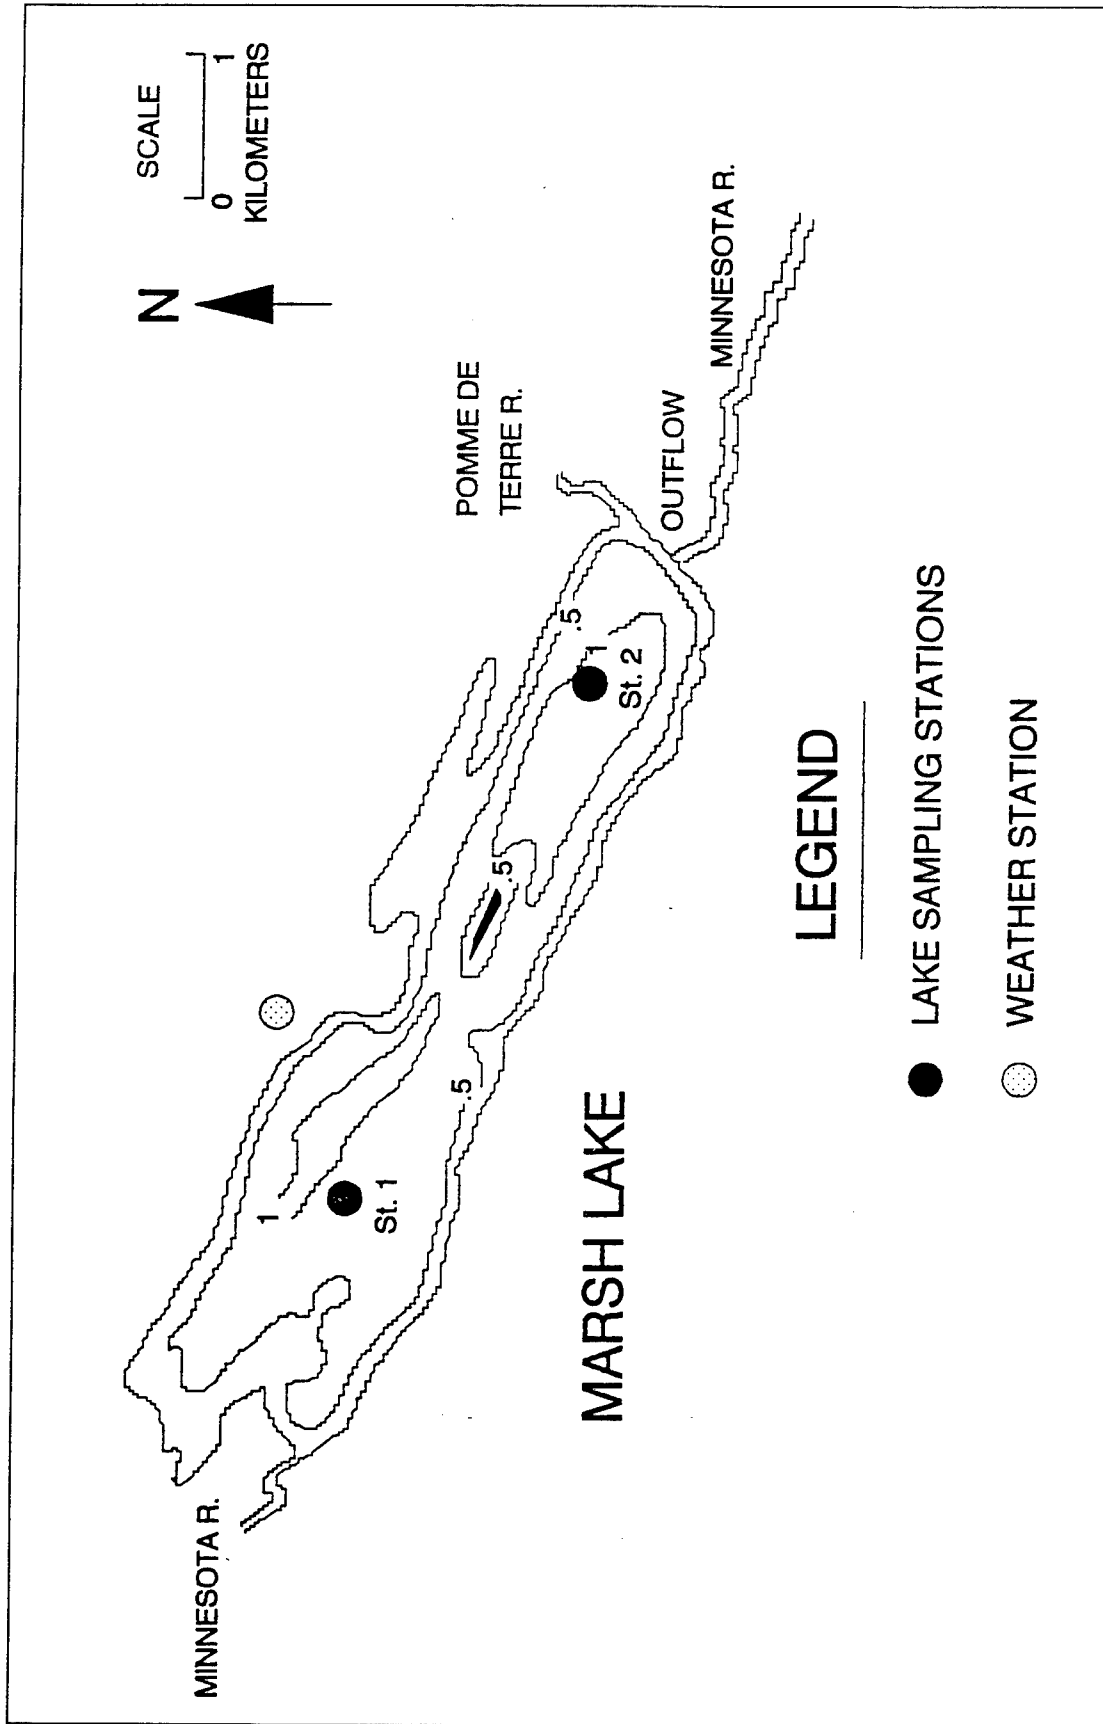 SCALE
0 1
KILOMETERS
N
POMME DE
TERRE R.
MINNESOTA R.
OUTFLOW
MINNESOTA R.
1
St. 1
.5
.5
.5
1
St. 2
MARSH LAKE
LEGEND
LAKE SAMPLING STATIONS
WEATHER STATION